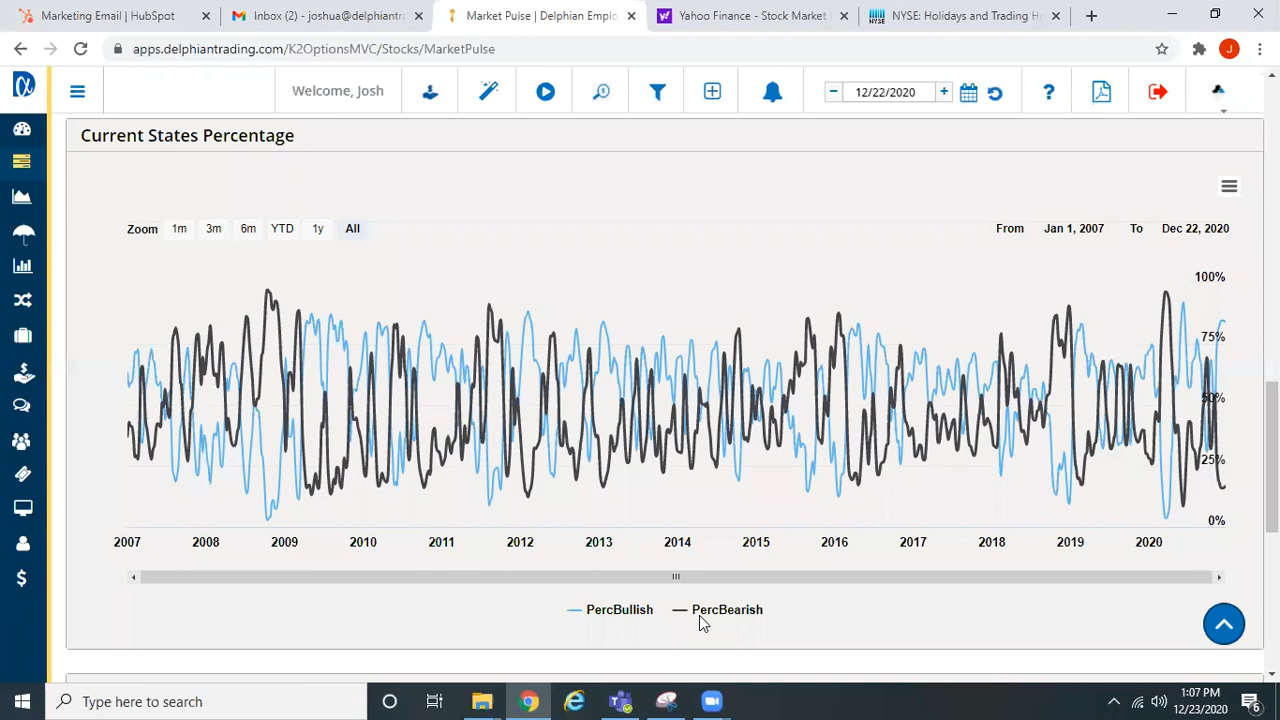 Marketing Email | HubSpot
Inbox (2) - joshua@delphianv
Market Pulse | Delphian Emplo
Yahoo Finance - Stock Market
NYSE: Holidays and Trading H
apps.delphiantrading.com/K2OptionsMVC/Stocks/MarketPulse
J
Welcome, Josh
12/22/2020
Current States Percentage
Zoom 1m 3m 6m YTD 1y All
From Jan 1, 2007 To Dec 22, 2020
100%
75%
50%
25%
0%
2007 2008 2009 2010 2011 2012 2013 2014 2015 2016 2017 2018 2019 2020
PercBullish PercBearish
Type here to search
1:07 PM
12/23/2020
6